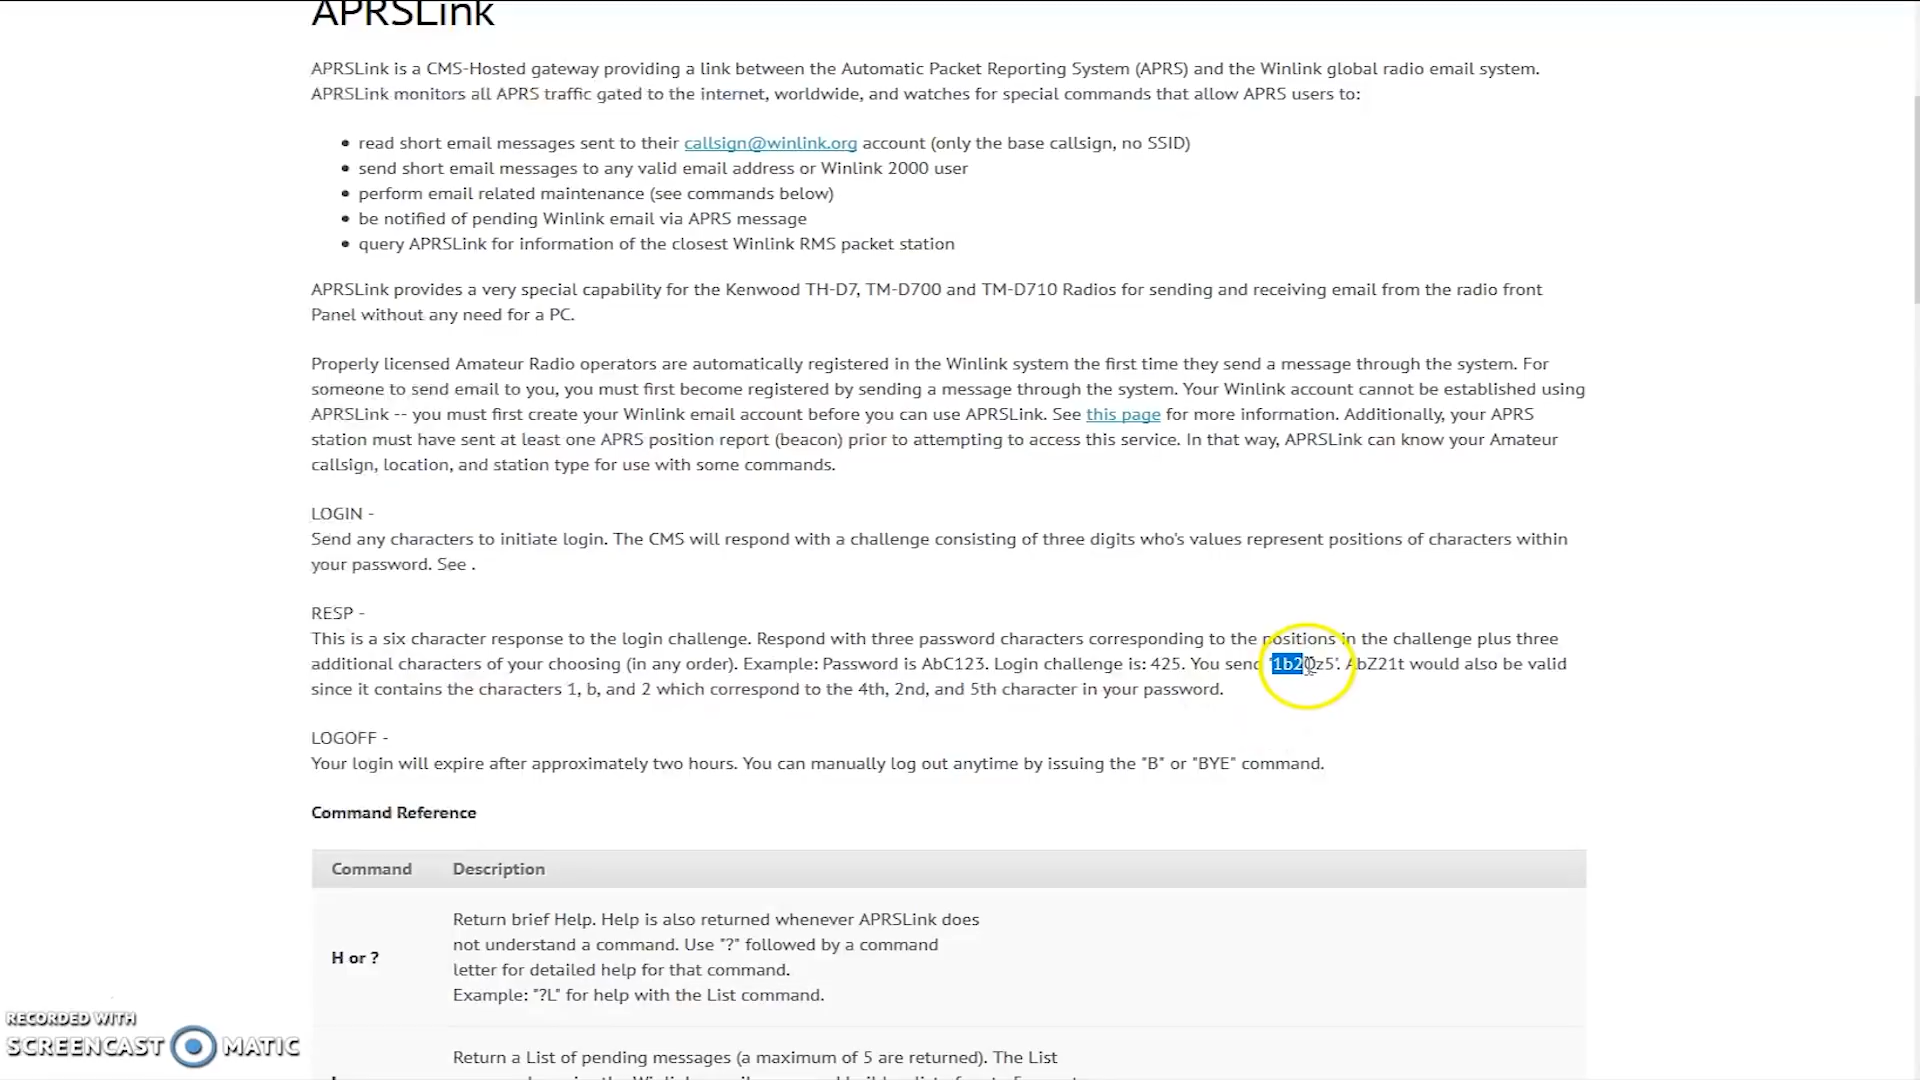 APRSLink
APRSLink is a CMS-Hosted gateway providing a link between the Automatic Packet Reporting System (APRS) and the Winlink global radio email system.
APRSLink monitors all APRS traffic gated to the internet, worldwide, and watches for special commands that allow APRS users to:
• read short email messages sent to their callsign@winlink.org account (only the base callsign, no SSID)
• send short email messages to any valid email address or Winlink 2000 user
• perform email related maintenance (see commands below)
• be notified of pending Winlink email via APRS message
• query APRSLink for information of the closest Winlink RMS packet station
APRSLink provides a very special capability for the Kenwood TH-D7, TM-D700 and TM-D710 Radios for sending and receiving email from the radio front
Panel without any need for a PC.
Properly licensed Amateur Radio operators are automatically registered in the Winlink system the first time they send a message through the system. For
someone to send email to you, you must first become registered by sending a message through the system. Your Winlink account cannot be established using
APRSLink -- you must first create your Winlink email account before you can use APRSLink. See this page for more information. Additionally, your APRS
station must have sent at least one APRS position report (beacon) prior to attempting to access this service. In that way, APRSLink can know your Amateur
callsign, location, and station type for use with some commands.
LOGIN -
Send any characters to initiate login. The CMS will respond with a challenge consisting of three digits who's values represent positions of characters within
your password. See .
RESP -
This is a six character response to the login challenge. Respond with three password characters corresponding to the positions in the challenge plus three
additional characters of your choosing (in any order). Example: Password is AbC123. Login challenge is: 425. You send '1b20z5'. AbZ21t would also be valid
since it contains the characters 1, b, and 2 which correspond to the 4th, 2nd, and 5th character in your password.
LOGOFF -
Your login will expire after approximately two hours. You can manually log out anytime by issuing the "B" or "BYE" command.
Command Reference
Command Description
Return brief Help. Help is also returned whenever APRSLink does
not understand a command. Use "?" followed by a command
H or ?
letter for detailed help for that command.
Example: "?L" for help with the List command.
Return a List of pending messages (a maximum of 5 are returned). The List
RECORDED WITH
SCREENCAST MATIC